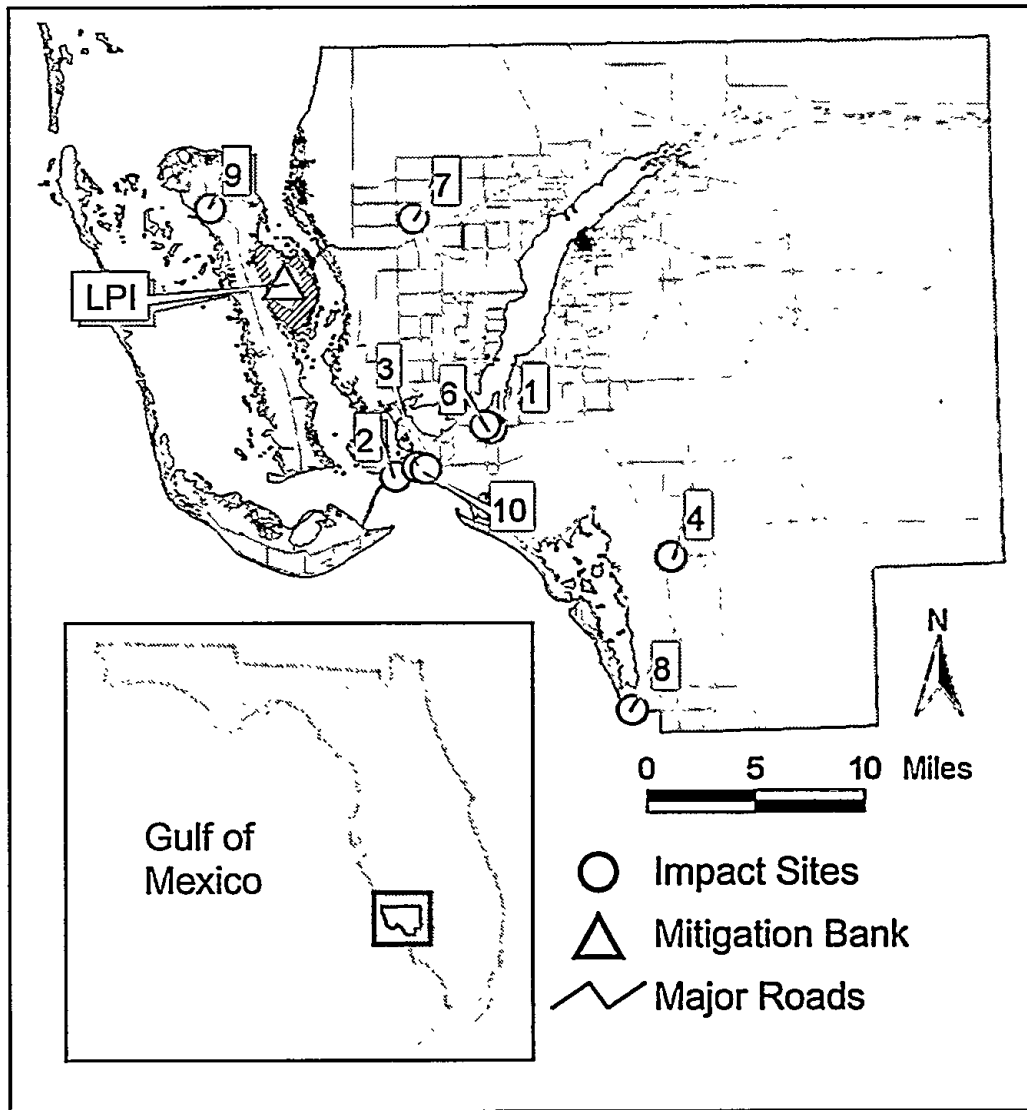 9
7
LPI
3
6
1
2
10
4
N
8
0 5 10 Miles
Gulf of
Mexico
Impact Sites
Mitigation Bank
Major Roads